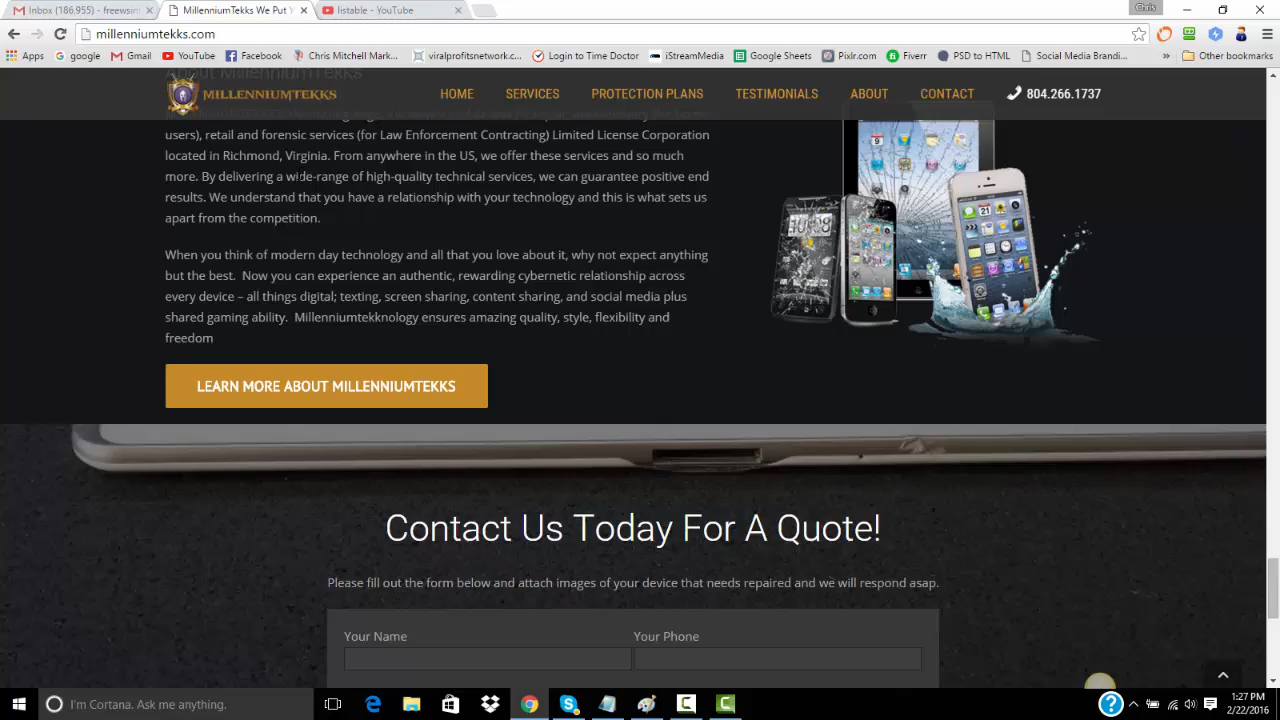 Inbox (186,955) - freewsin
MillenniumTekks We Put Y
listable - YouTube
Chris
millenniumtekks.com
Apps
google
Gmail
YouTube
Facebook
Chris Mitchell Mark...
viralprofitsnetwork.c...
Login to Time Doctor
iStreamMedia
Google Sheets
Pixlr.com
Fiverr
PSD to HTML
Social Media Brandi...
»
Other bookmarks
About MillenniumTekks
MILLENNIUMTEKKS
HOME
SERVICES
PROTECTION PLANS
TESTIMONIALS
ABOUT
CONTACT
804.266.1737
users), retail and forensic services (for Law Enforcement Contracting) Limited License Corporation
located in Richmond, Virginia. From anywhere in the US, we offer these services and so much
more. By delivering a wide-range of high-quality technical services, we can guarantee positive end
results. We understand that you have a relationship with your technology and this is what sets us
apart from the competition.
When you think of modern day technology and all that you love about it, why not expect anything
but the best.  Now you can experience an authentic, rewarding cybernetic relationship across
every device – all things digital; texting, screen sharing, content sharing, and social media plus
shared gaming ability.  Millenniumtekknology ensures amazing quality, style, flexibility and
freedom
LEARN MORE ABOUT MILLENNIUMTEKKS
Contact Us Today For A Quote!
Please fill out the form below and attach images of your device that needs repaired and we will respond asap.
Your Name
Your Phone
I'm Cortana. Ask me anything.
1:27 PM
2/22/2016